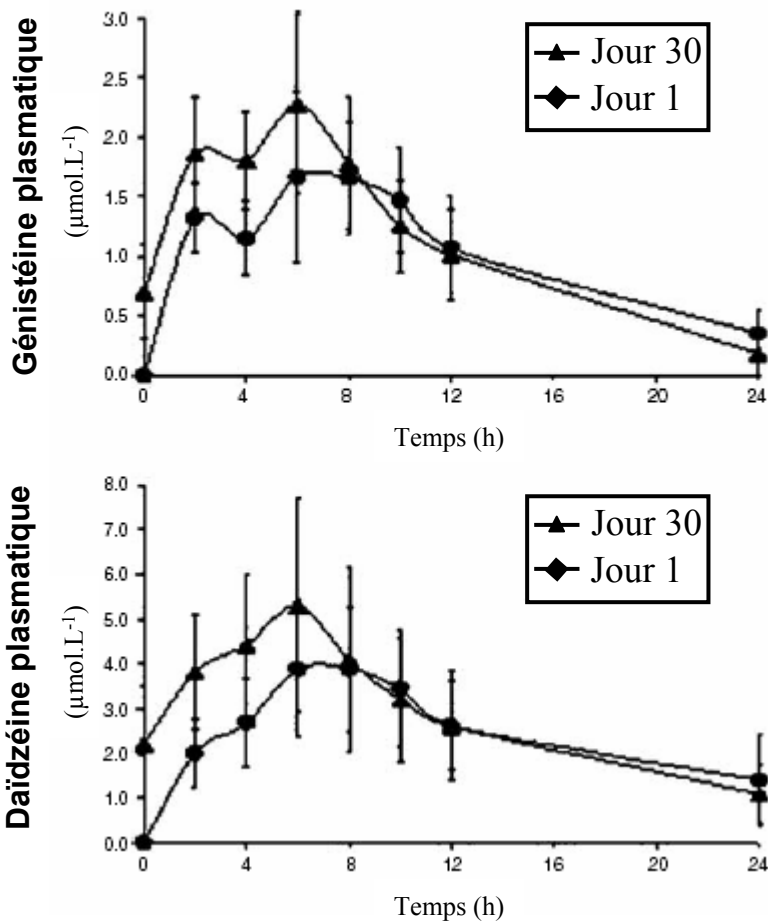 Génistéine plasmatique
(µmol.L-1)
3.0
2.5
2.0
1.5
1.0
0.5
0.0
0 4 8 12 16 20 24
Temps (h)
Jour 30
Jour 1
Daïdzéine plasmatique
(µmol.L-1)
8.0
7.0
6.0
5.0
4.0
3.0
2.0
1.0
0.0
0 4 8 12 16 20 24
Temps (h)
Jour 30
Jour 1